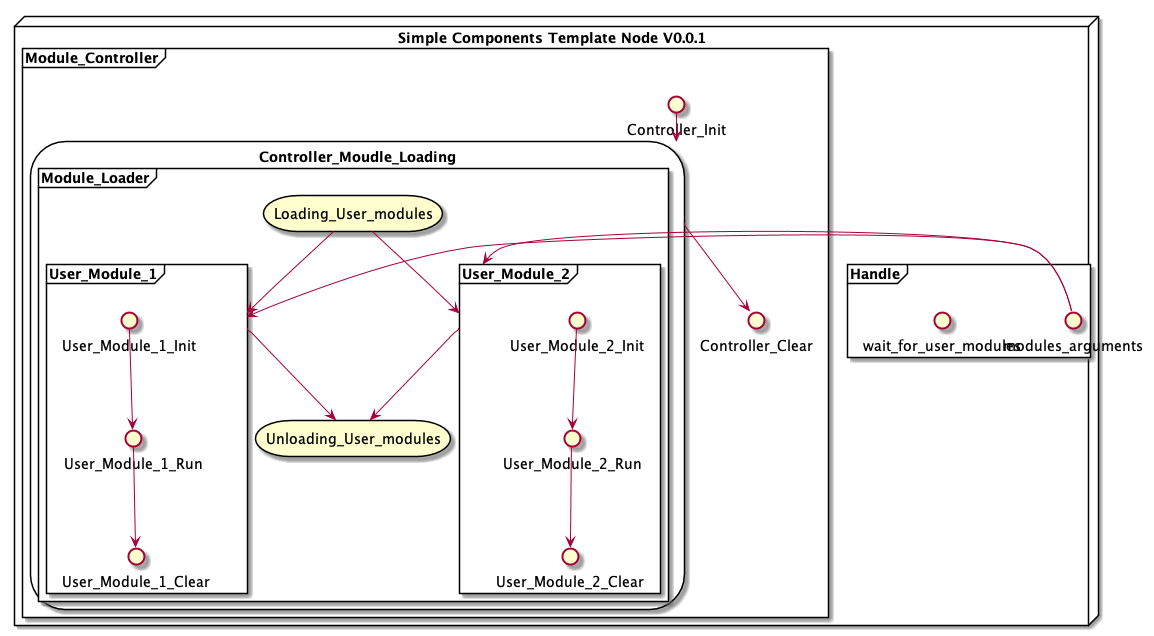 Simple Components Template Node V0.0.1
Module_Controller
Controller_Init
Controller_Moudle_Loading
Module_Loader
Loading_User_modules
User_Module_1
User_Module_2
Handle
User_Module_1_Init
User_Module_2_Init
Controller_Clear
wait_for_user_modules
modules_arguments
Unloading_User_modules
User_Module_1_Run
User_Module_2_Run
User_Module_1_Clear
User_Module_2_Clear